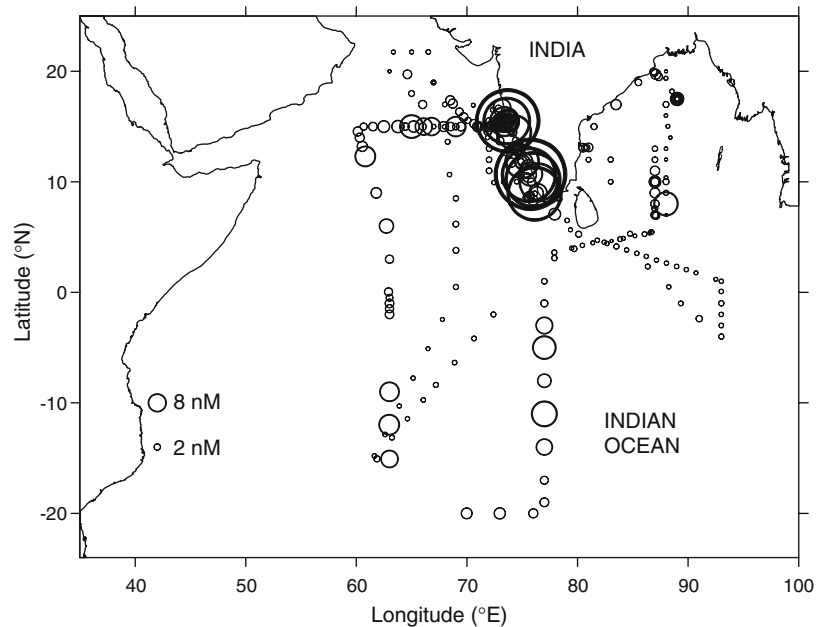 INDIA
20
10
0
-10
-20
Latitude (°N)
8 nM
2 nM
INDIAN
OCEAN
40 50 60 70 80 90 100
Longitude (°E)